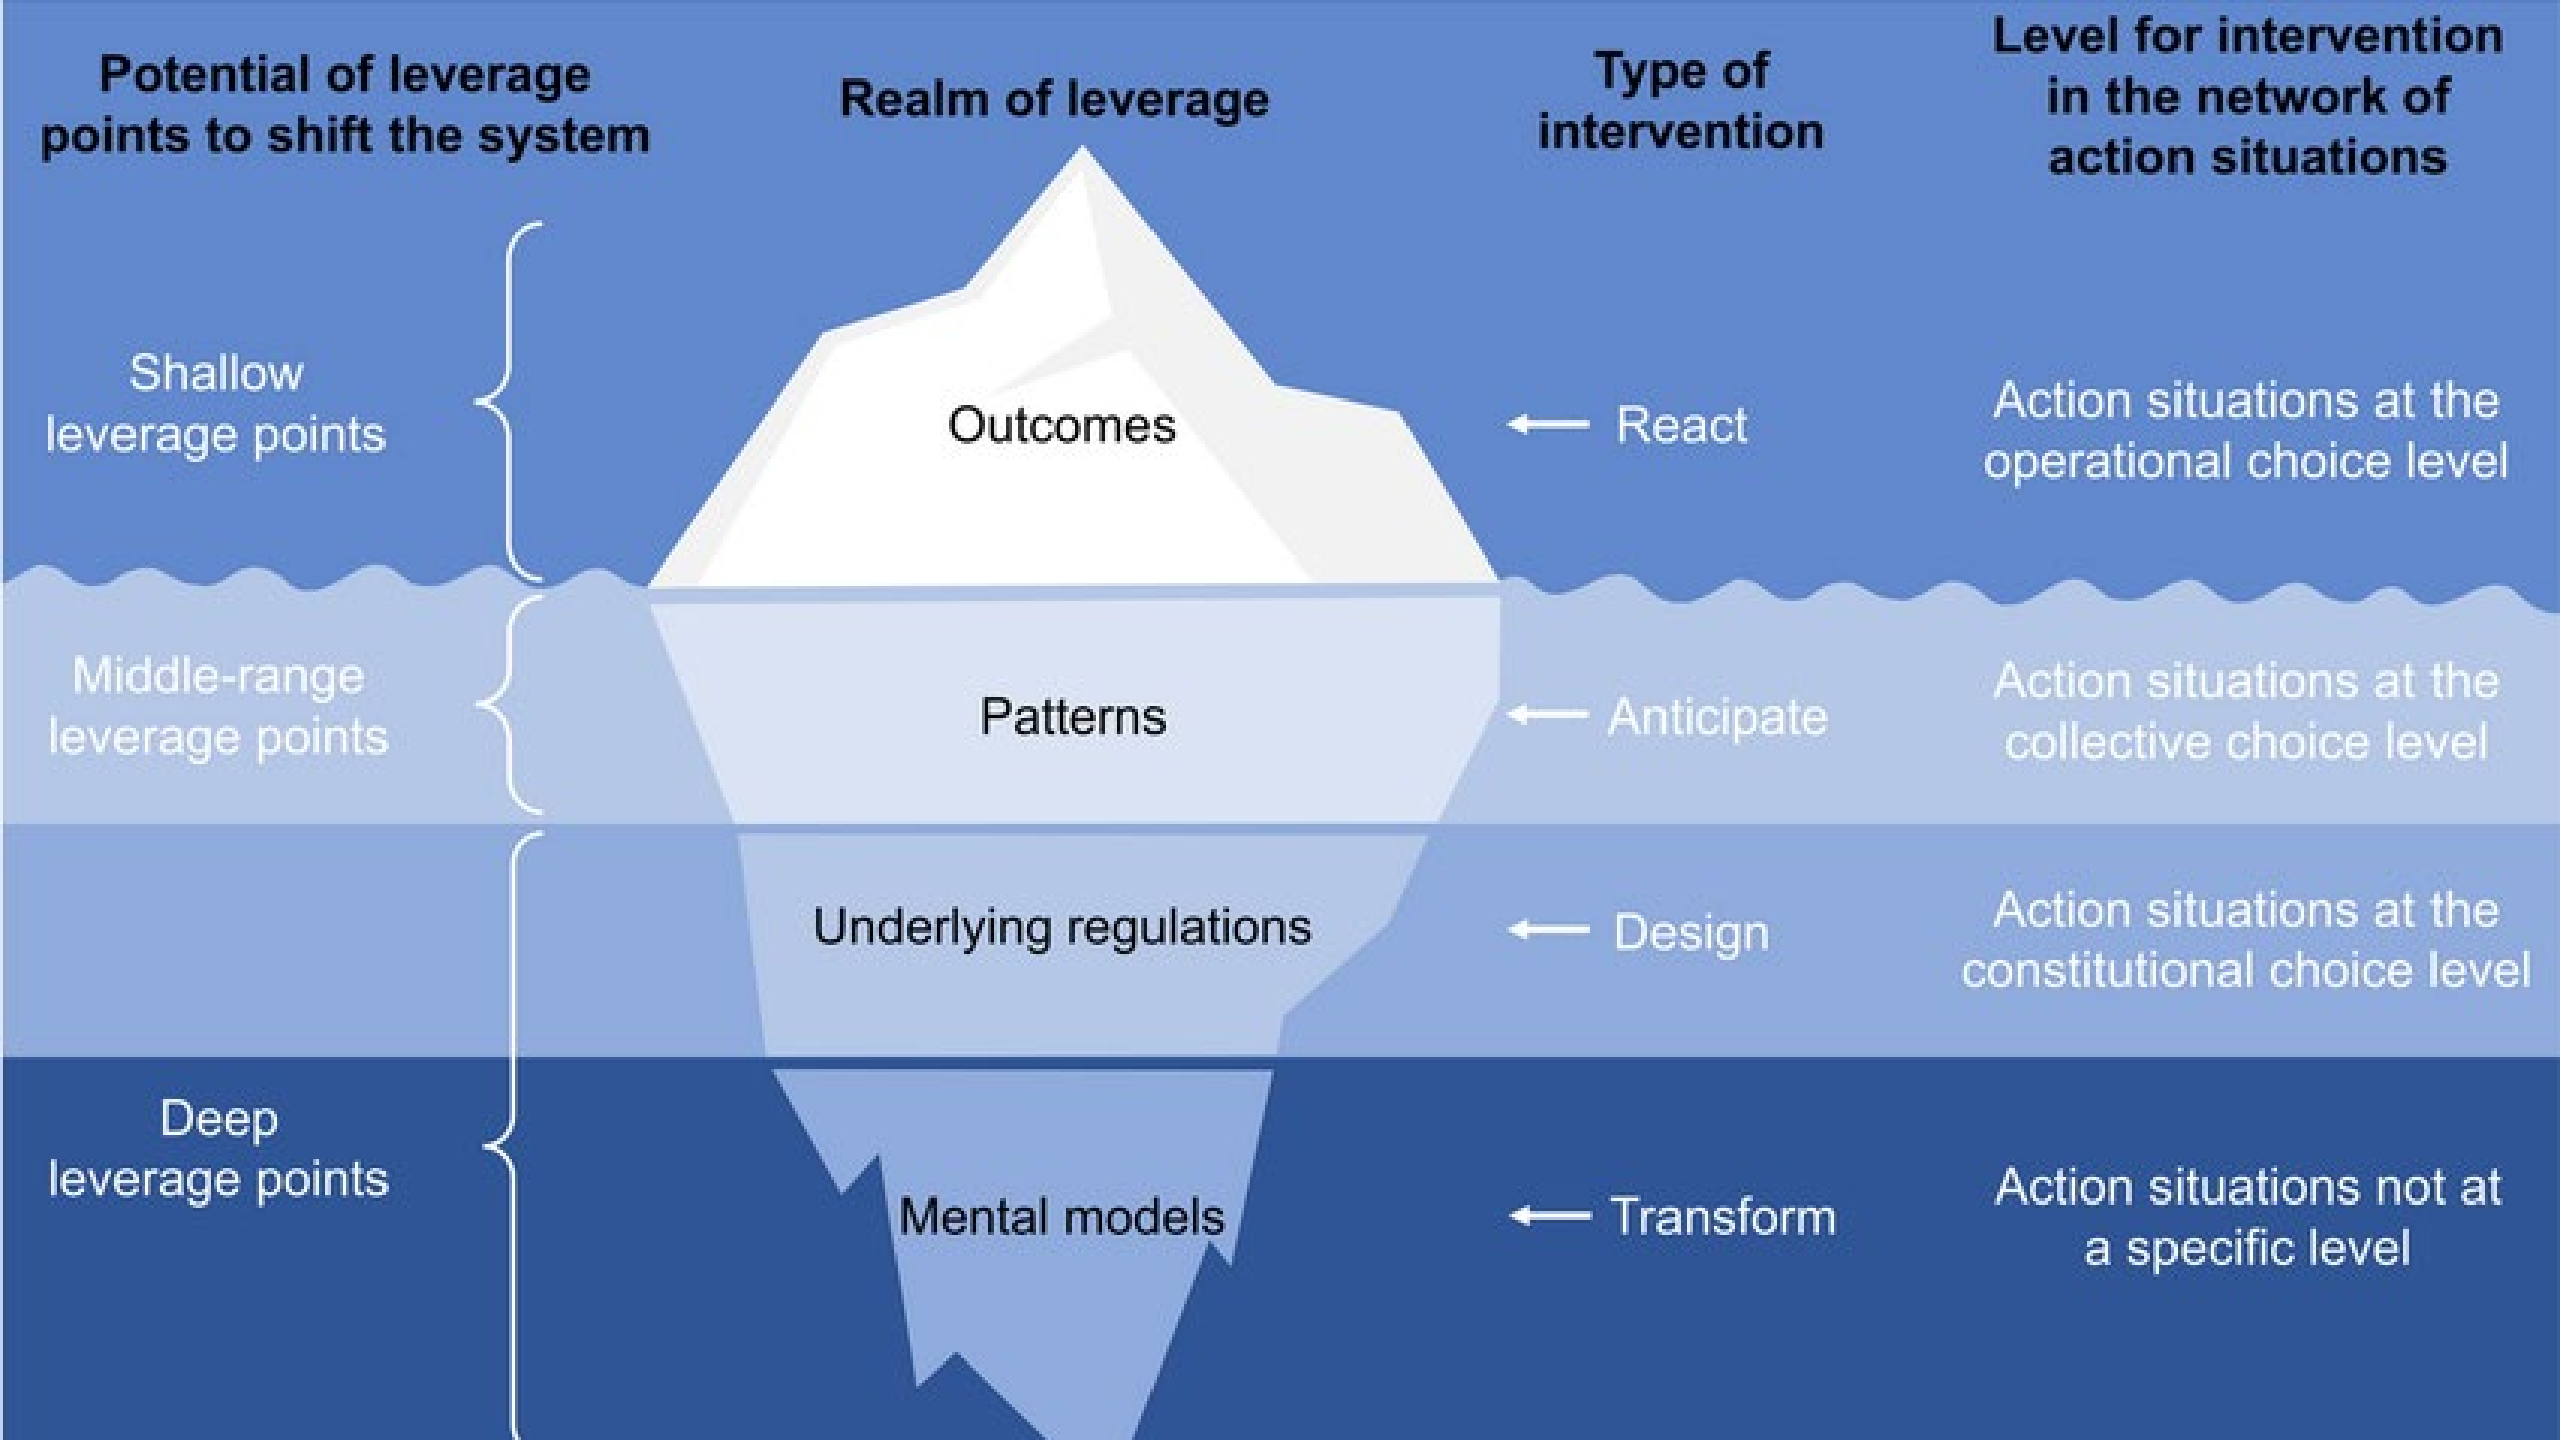 Potential of leverage
points to shift the system
Realm of leverage
Type of
intervention
Level for intervention
in the network of
action situations
Shallow
leverage points
Outcomes
React
Action situations at the
operational choice level
Middle-range
leverage points
Patterns
Anticipate
Action situations at the
collective choice level
Underlying regulations
Design
Action situations at the
constitutional choice level
Deep
leverage points
Mental models
Transform
Action situations not at
a specific level